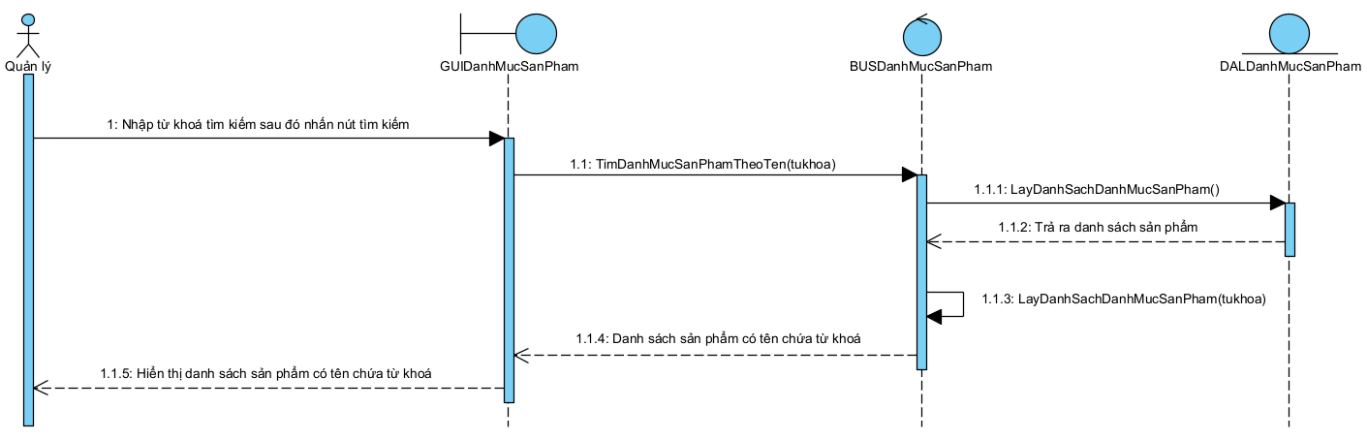 Quản lý
GUIDanhMucSanPham
BUSDanhMucSanPham
DALDanhMucSanPham
1: Nhập từ khoá tìm kiếm sau đó nhấn nút tìm kiếm
1.1: TimDanhMucSanPhamTheoTen(tukhoa)
1.1.1: LayDanhSachDanhMucSanPham()
1.1.2: Trả ra danh sách sản phẩm
1.1.3: LayDanhSachDanhMucSanPham(tukhoa)
1.1.4: Danh sách sản phẩm có tên chứa từ khoá
1.1.5: Hiển thị danh sách sản phẩm có tên chứa từ khoá